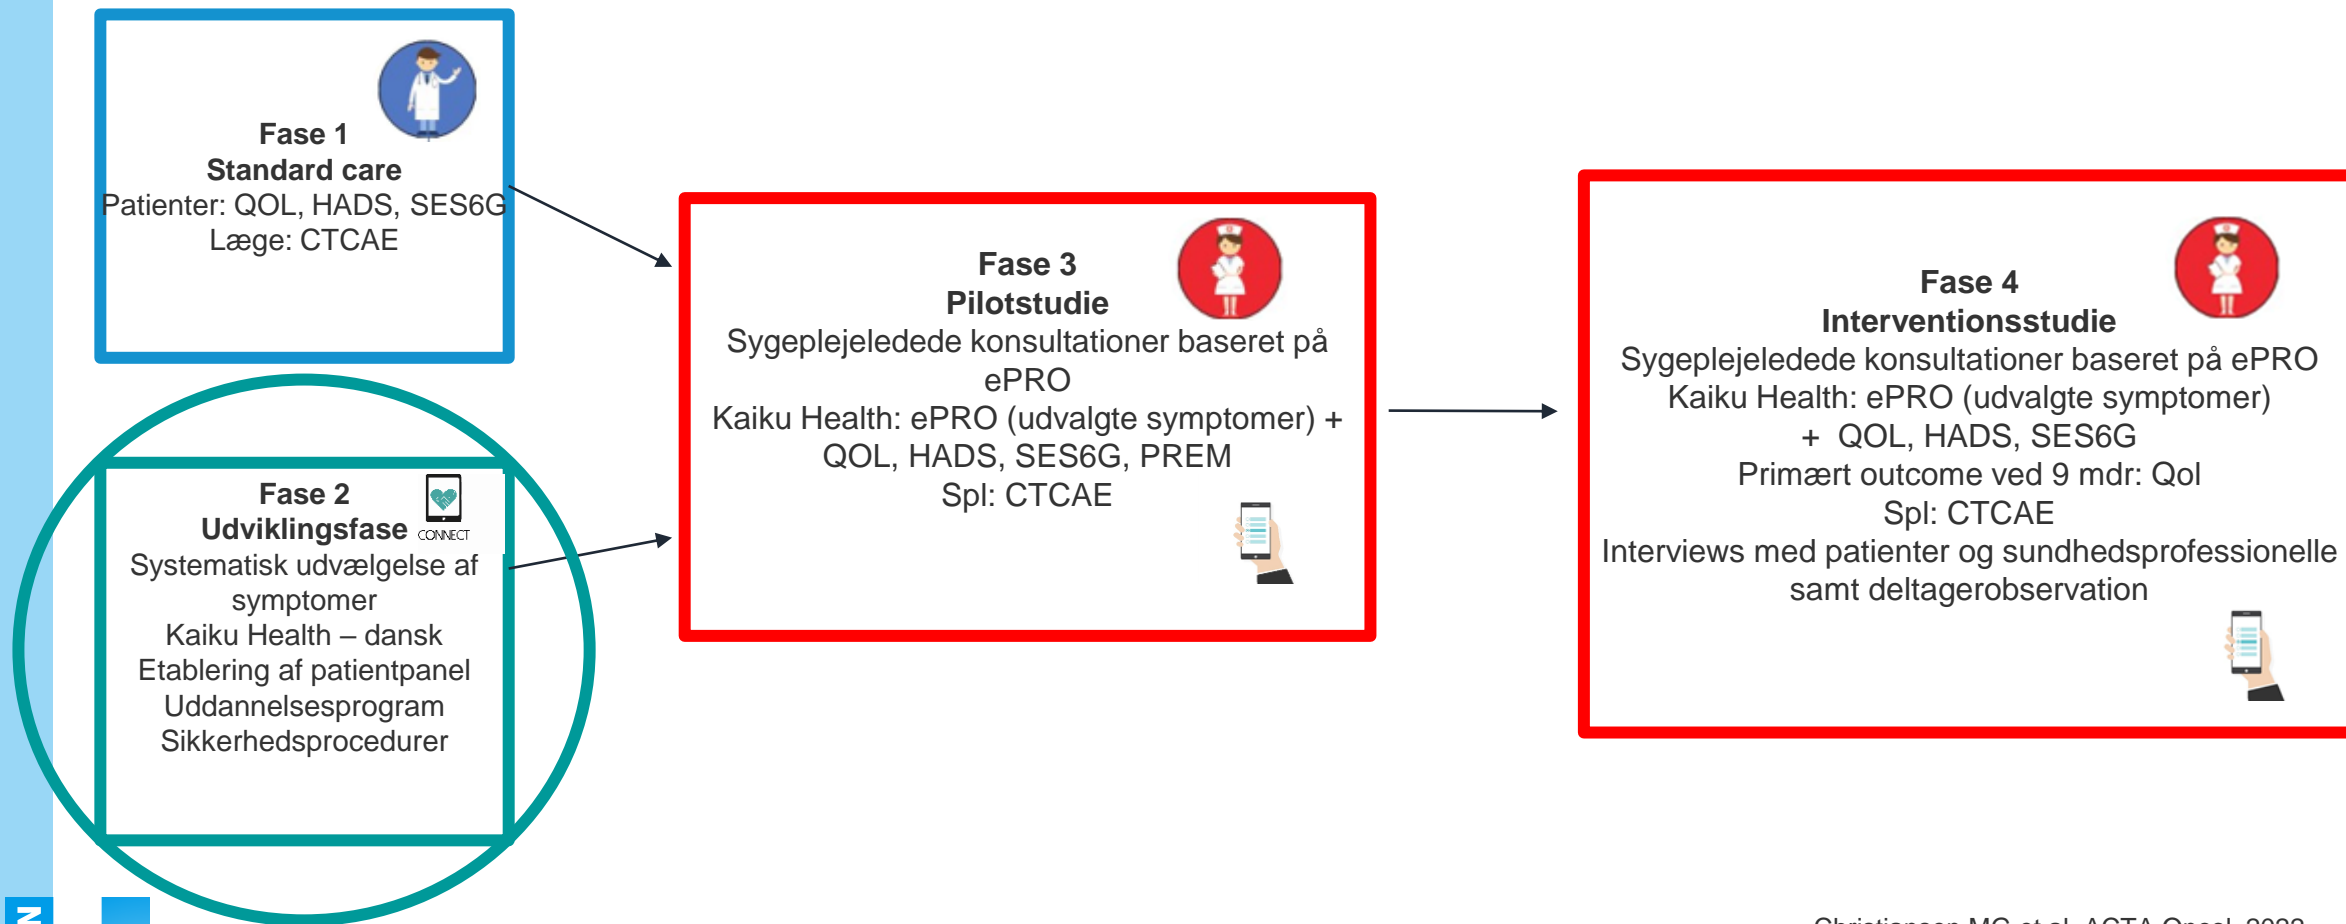 Fase 1
Standard care
Patienter: QOL, HADS, SES6G
Læge: CTCAE
Fase 2
Udviklingsfase
CONNECT
Systematisk udvælgelse af
symptomer
Kaiku Health – dansk
Etablering af patientpanel
Uddannelsesprogram
Sikkerhedsprocedurer
Fase 3
Pilotstudie
Sygeplejeledede konsultationer baseret på
ePRO
Kaiku Health: ePRO (udvalgte symptomer) +
QOL, HADS, SES6G, PREM
Spl: CTCAE
Fase 4
Interventionsstudie
Sygeplejeledede konsultationer baseret på ePRO
Kaiku Health: ePRO (udvalgte symptomer)
+ QOL, HADS, SES6G
Primært outcome ved 9 mdr: Qol
Spl: CTCAE
Interviews med patienter og sundhedsprofessionelle
samt deltagerobservation
N